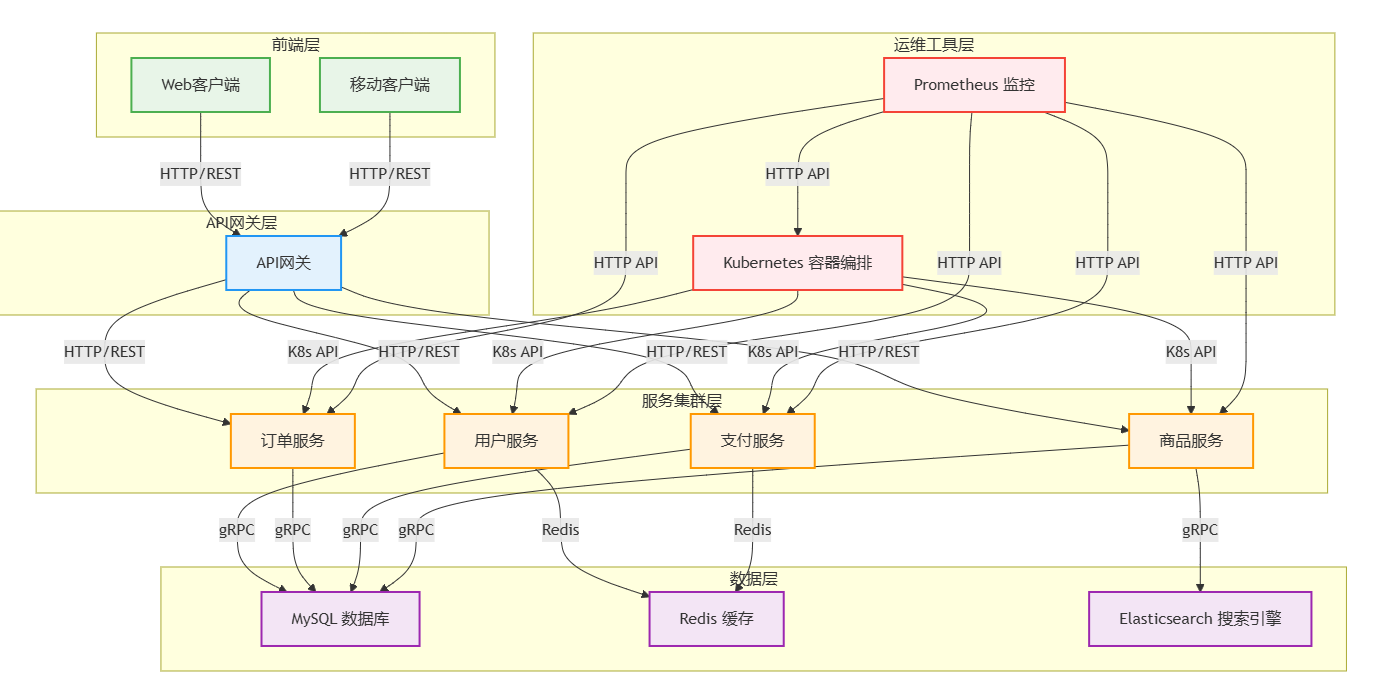 前端层
运维工具层
Web客户端
移动客户端
Prometheus 监控
HTTP/REST
HTTP/REST
HTTP API
API网关层
API网关
HTTP API
Kubernetes 容器编排
HTTP API
HTTP API
HTTP API
HTTP/REST
K8s API
HTTP/REST
K8s API
HTTP/REST
K8s API
HTTP/REST
K8s API
服务集群层
订单服务
用户服务
支付服务
商品服务
gRPC
gRPC
gRPC
gRPC
Redis
Redis
gRPC
数据层
MySQL 数据库
Redis 缓存
Elasticsearch 搜索引擎